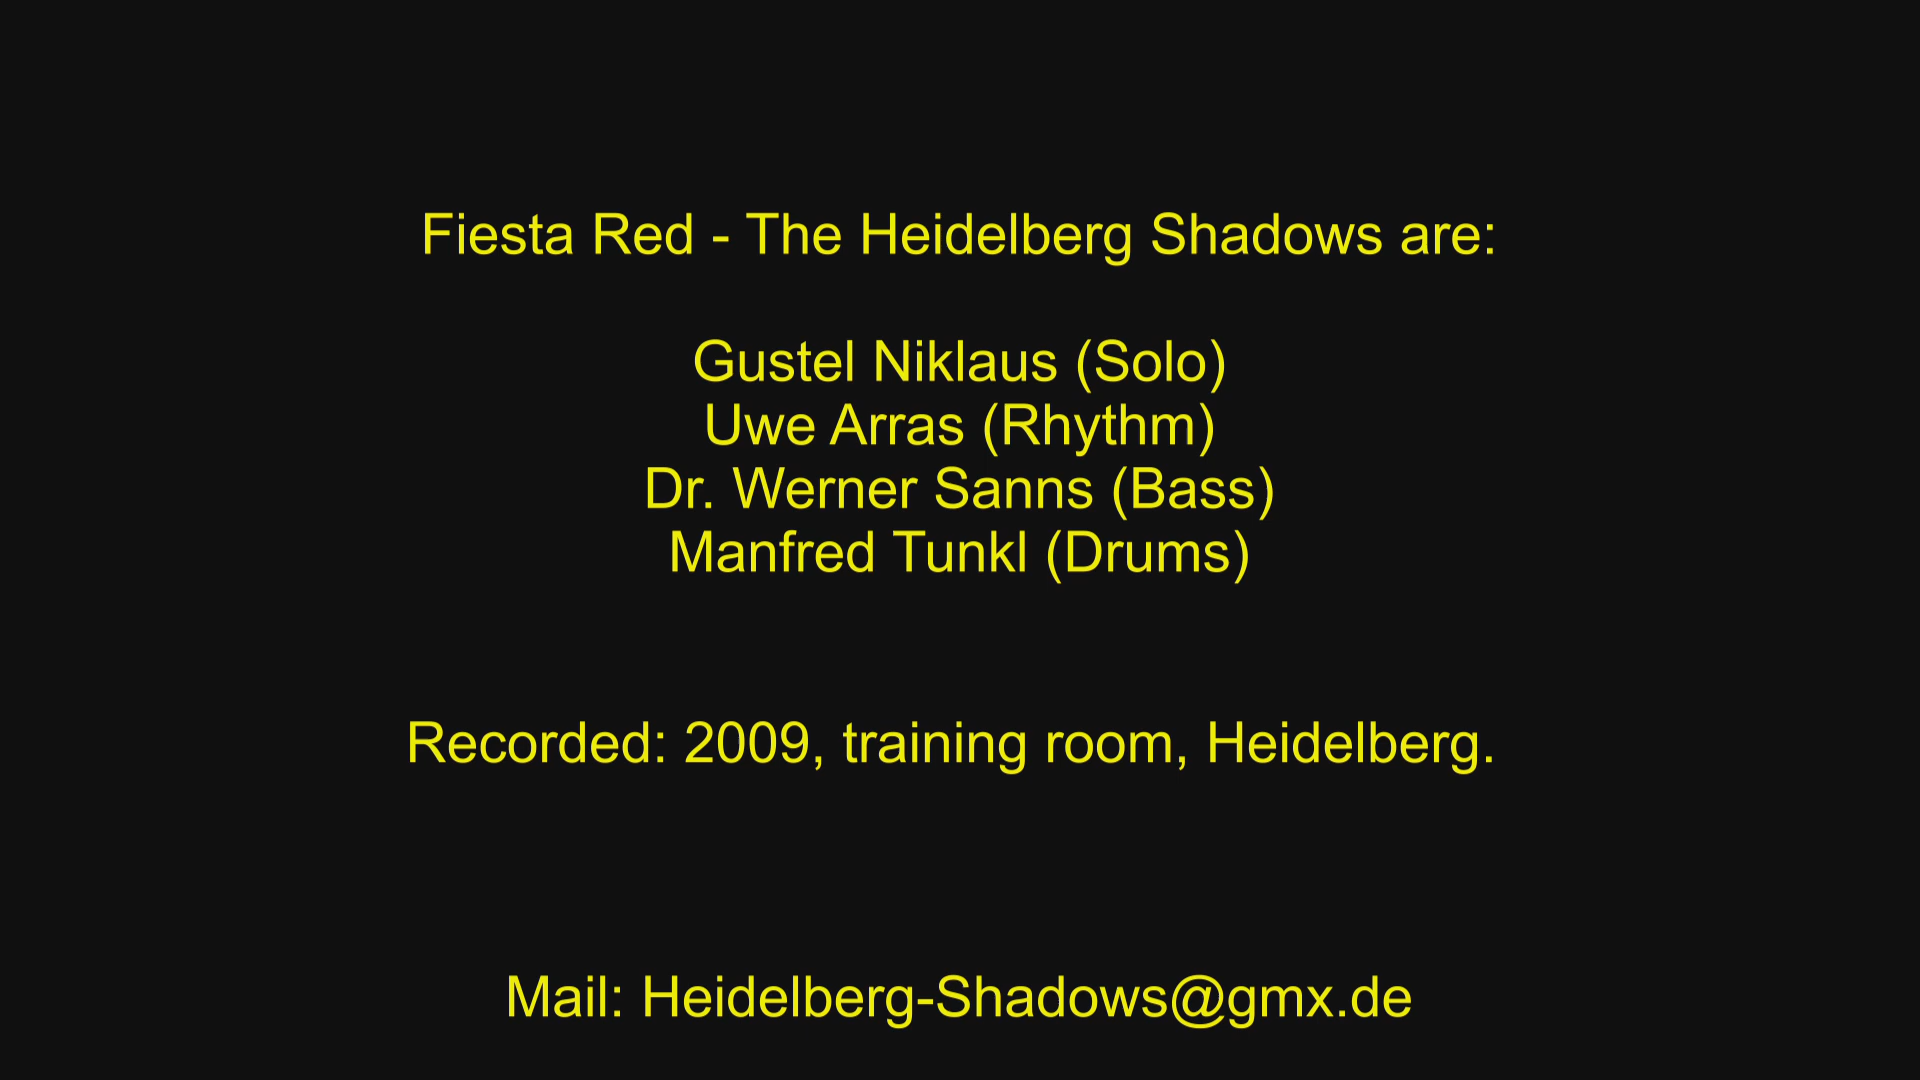 Fiesta Red - The Heidelberg Shadows are:
Gustel Niklaus (Solo)
Uwe Arras (Rhythm)
Dr. Werner Sanns (Bass)
Manfred Tunkl (Drums)
Recorded: 2009, training room, Heidelberg.
Mail: Heidelberg-Shadows@gmx.de